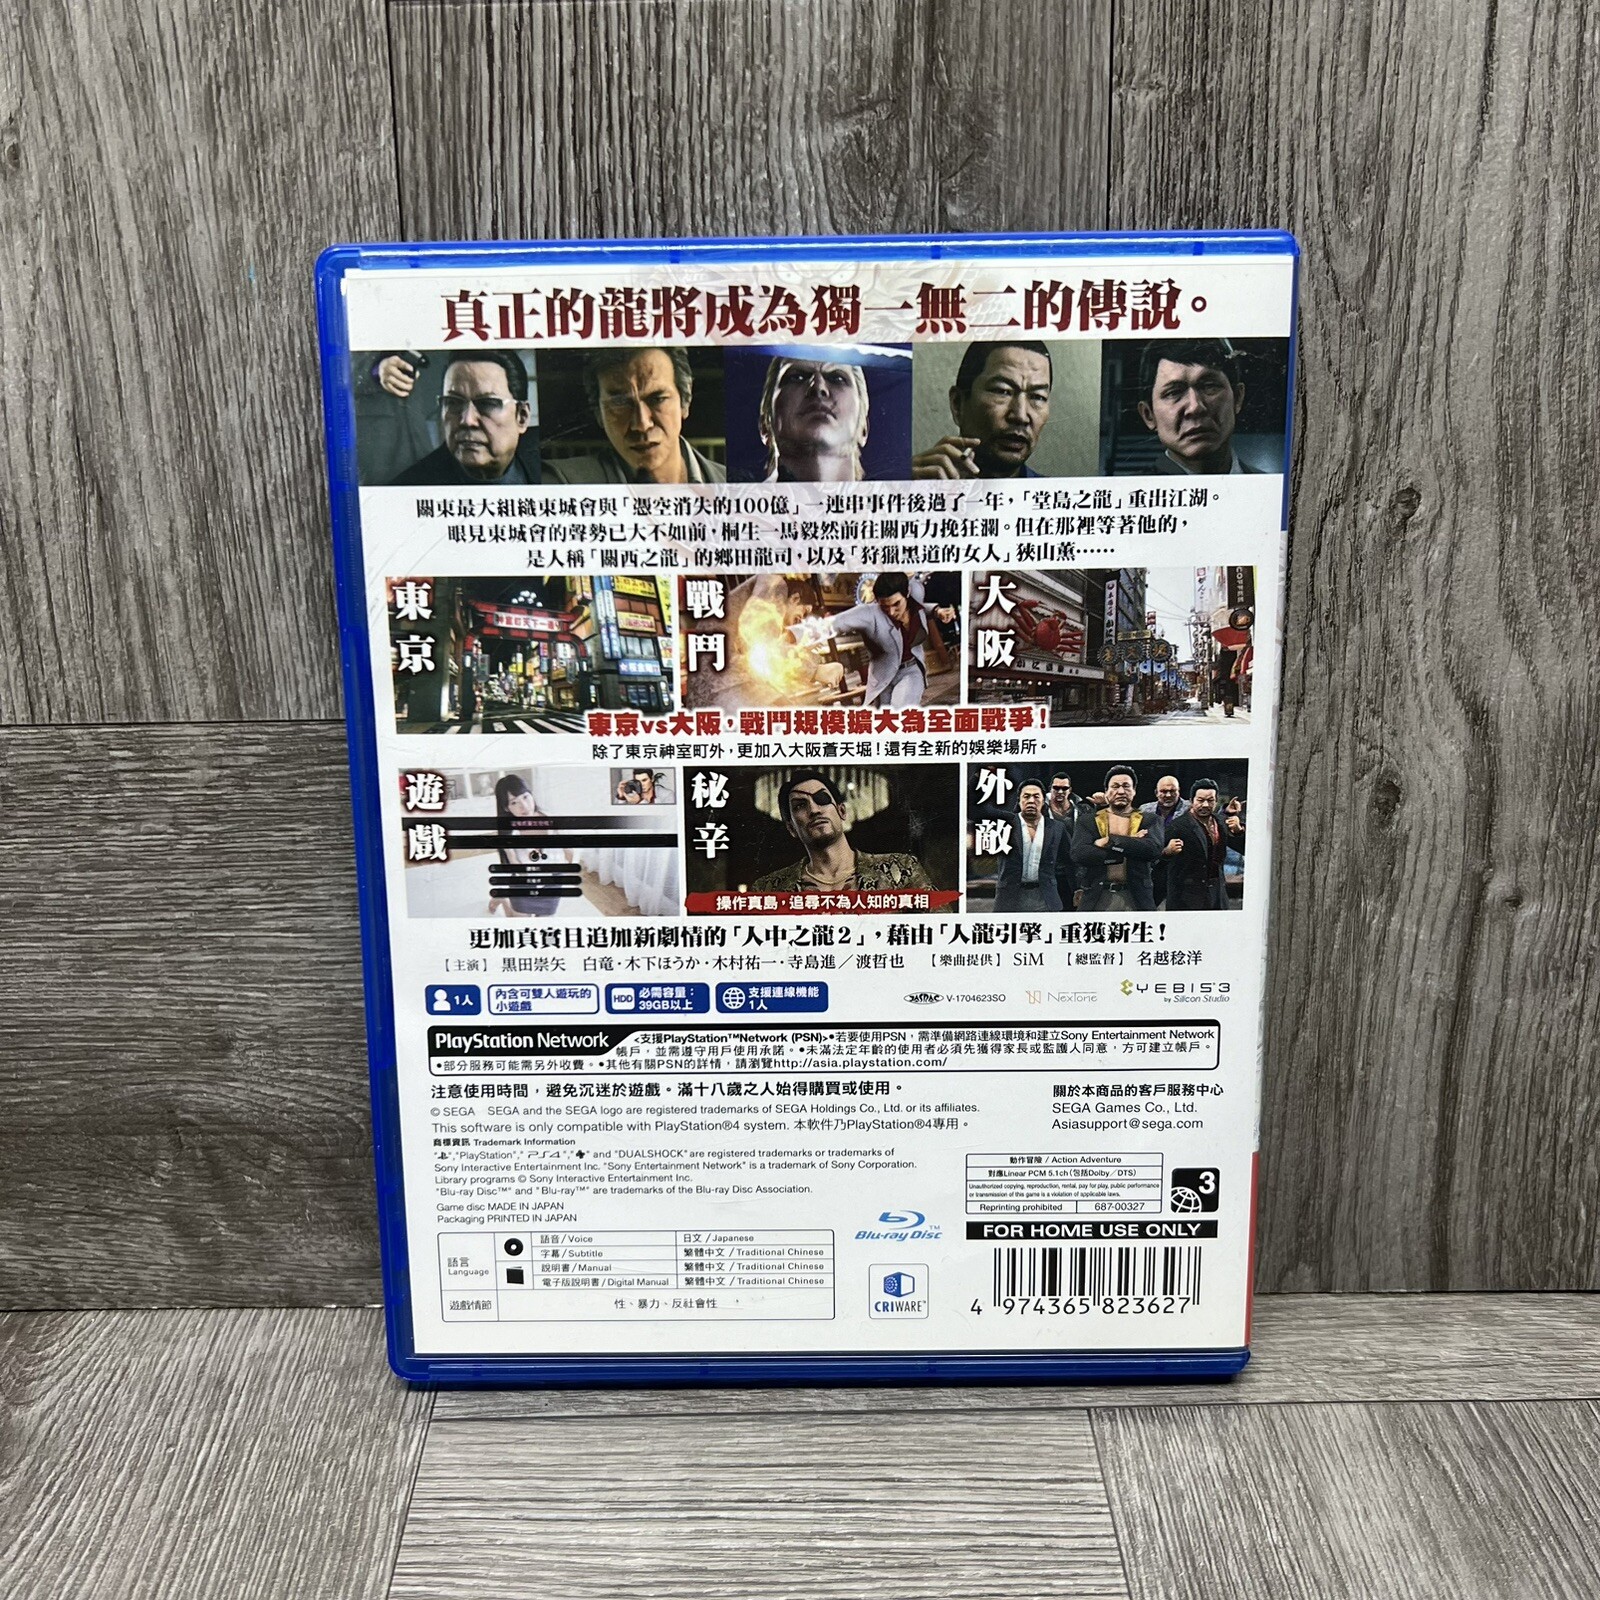 真正的龍將成為獨一無二的傳說。
關東最大組織東城會與「憑空消失的100億」一連串事件後過了一年，「堂島之龍」重出江湖。
眼見東城會的聲勢已大不如前，桐生一馬毅然前往關西力挽狂瀾。但在那裡等著他的，
是人稱「關西之龍」的鄉田龍司，以及「狩獵黑道的女人」狹山薰……
東京
戰鬥
大阪
東京vs大阪，戰鬥規模擴大為全面戰爭！
除了東京神室町外，更加入大阪蒼天堀！還有全新的娛樂場所。
遊戲
秘辛
外敵
操作真島，追尋不為人知的真相
更加真實且追加新劇情的「人中之龍2」，藉由「人龍引擎」重獲新生！
【主演】 黒田崇矢 白竜・木下ほうか・木村祐一・寺島進／渡哲也 【樂曲提供】 SiM 【總監督】 名越稔洋
1人
內含可雙人遊玩的
小遊戲
HDD 必需容量：
39GB以上
支援連線機能
1人
JASRAC V-1704623SO
NexTone
YEBIS 3
by Silicon Studio
PlayStation Network
<支援PlayStation™Network (PSN)>•若要使用PSN，需準備網路連線環境和建立Sony Entertainment Network
帳戶，並需遵守用戶使用承諾。•未滿法定年齡的使用者必須先獲得家長或監護人同意，方可建立帳戶。
•部分服務可能需另外收費。•其他有關PSN的詳情，請瀏覽http://asia.playstation.com/
注意使用時間，避免沉迷於遊戲。滿十八歲之人始得購買或使用。
© SEGA SEGA and the SEGA logo are registered trademarks of SEGA Holdings Co., Ltd. or its affiliates.
This software is only compatible with PlayStation®4 system. 本軟件乃PlayStation®4專用。
關於本商品的客戶服務中心
SEGA Games Co., Ltd.
Asiasupport@sega.com
商標資訊 Trademark Information
"PlayStation", "PS4", and "DUALSHOCK" are registered trademarks or trademarks of
Sony Interactive Entertainment Inc. "Sony Entertainment Network" is a trademark of Sony Corporation.
Library programs © Sony Interactive Entertainment Inc.
"Blu-ray Disc™" and "Blu-ray™" are trademarks of the Blu-ray Disc Association.
Game disc MADE IN JAPAN
Packaging PRINTED IN JAPAN
語言
Language
語音/Voice 日文/Japanese
字幕/Subtitle 繁體中文/Traditional Chinese
說明書/Manual 繁體中文/Traditional Chinese
電子版說明書/Digital Manual 繁體中文/Traditional Chinese
遊戲情節 性、暴力、反社會性
Blu-ray Disc™
CRIWARE
動作冒險 / Action Adventure
對應Linear PCM 5.1ch（包括Dolby／DTS）
Unauthorized copying, reproduction, rental, pay for play, public performance
or transmission of this game is a violation of applicable laws.
Reprinting prohibited 687-00327
3
FOR HOME USE ONLY
4 974365 823627